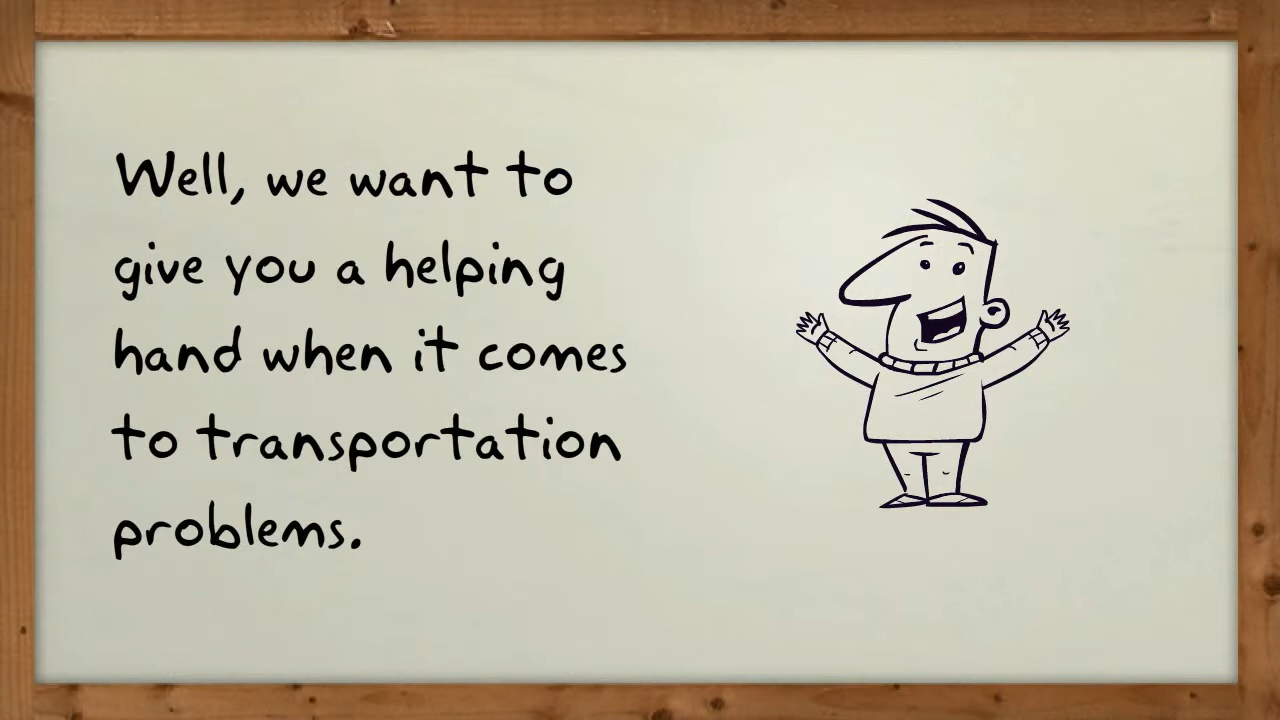 Well, we want to
give you a helping
hand when it comes
to transportation
problems.